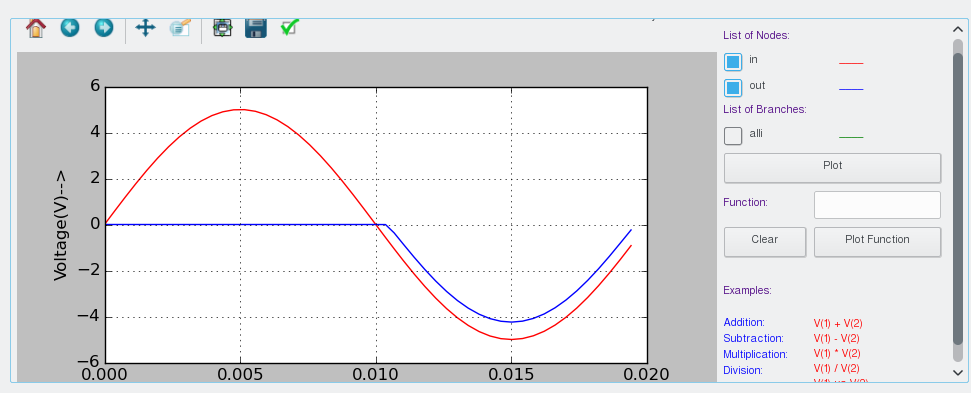 List of Nodes:
in
out
List of Branches:
alli
Plot
Function:
Clear
Plot Function
Examples:
Addition: V(1) + V(2)
Subtraction: V(1) - V(2)
Multiplication: V(1) * V(2)
Division: V(1) / V(2)
6
4
2
0
−2
−4
−6
Voltage(V)-->
0.000 0.005 0.010 0.015 0.020